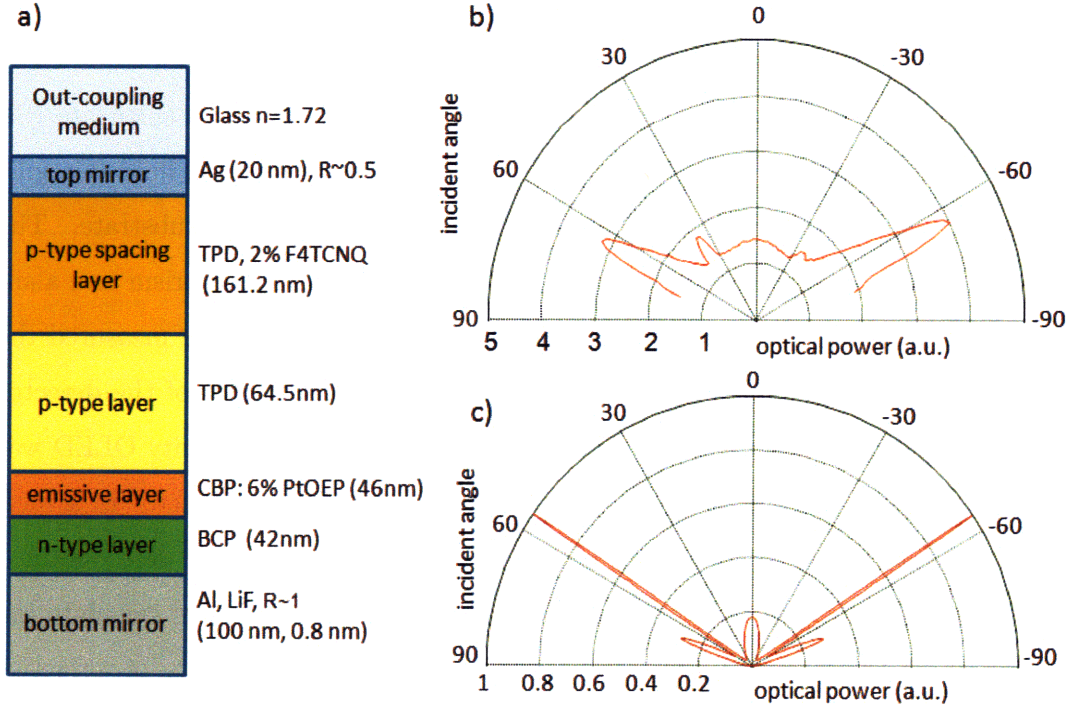 a)
Out-coupling
medium
Glass n=1.72
top mirror
Ag (20 nm), R~0.5
p-type spacing
layer
TPD, 2% F4TCNQ
(161.2 nm)
p-type layer
TPD (64.5nm)
emissive layer
CBP: 6% PtOEP (46nm)
n-type layer
BCP (42nm)
bottom mirror
Al, LiF, R~1
(100 nm, 0.8 nm)
b)
0
30
-30
60
-60
90
-90
incident angle
5 4 3 2 1
optical power (a.u.)
c)
0
30
-30
60
-60
90
-90
incident angle
1 0.8 0.6 0.4 0.2
optical power (a.u.)